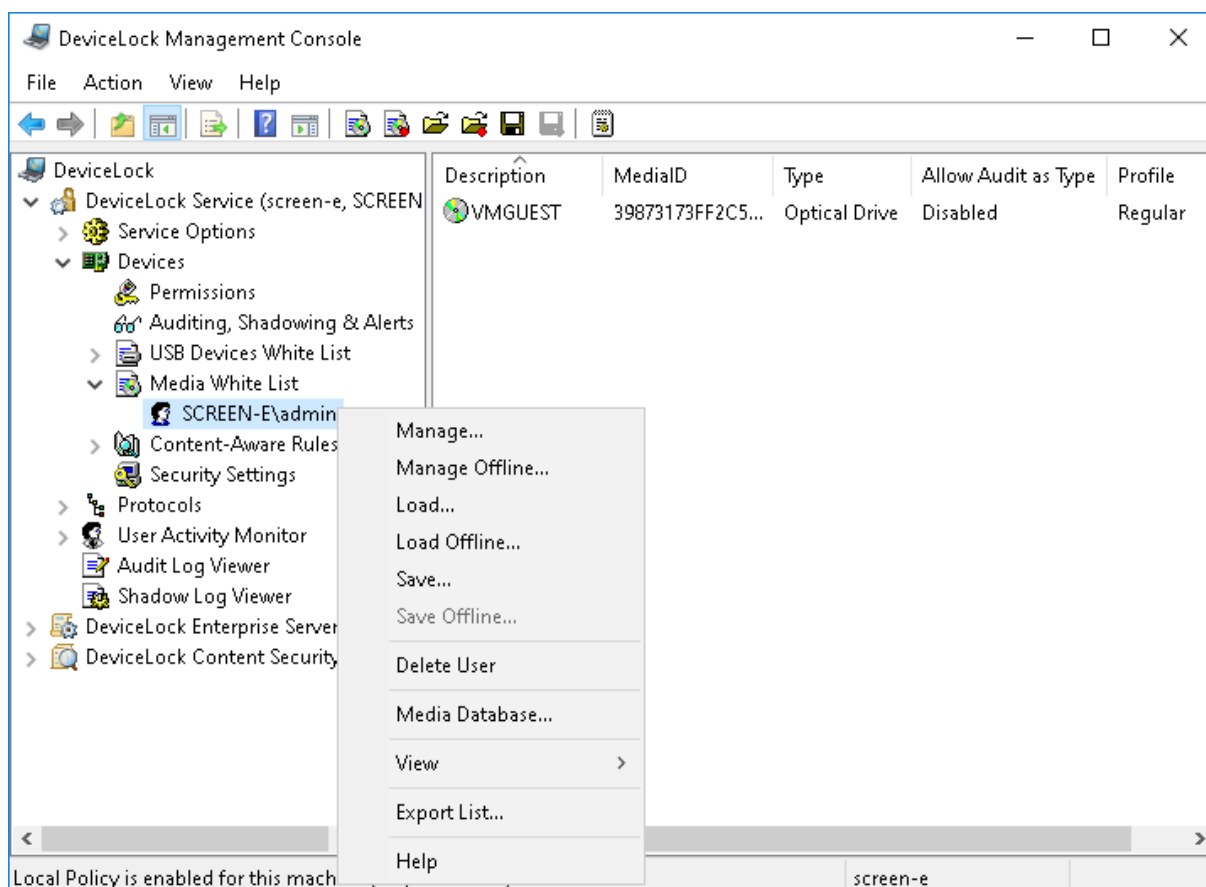 DeviceLock Management Console
File Action View Help
DeviceLock
DeviceLock Service (screen-e, SCREEN
Service Options
Devices
Permissions
Auditing, Shadowing & Alerts
USB Devices White List
Media White List
SCREEN-E\admin
Content-Aware Rules
Security Settings
Protocols
User Activity Monitor
Audit Log Viewer
Shadow Log Viewer
DeviceLock Enterprise Server
DeviceLock Content Security
Description MediaID Type Allow Audit as Type Profile
VMGUEST 39873173FF2C5... Optical Drive Disabled Regular
Manage...
Manage Offline...
Load...
Load Offline...
Save...
Save Offline...
Delete User
Media Database...
View
Export List...
Help
Local Policy is enabled for this mach
screen-e